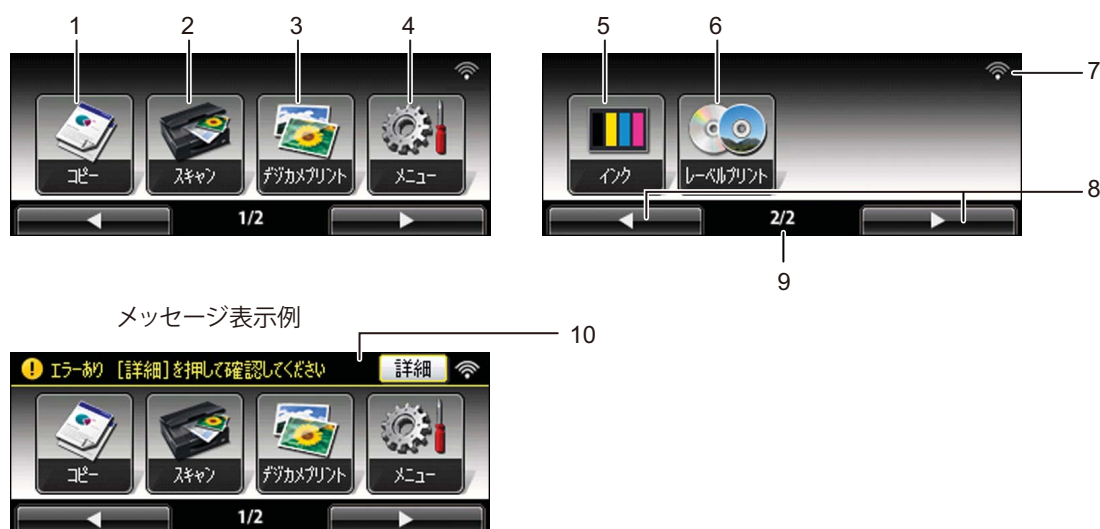 1 2 3 4
コピー スキャン デジカメプリント メニュー
1/2
5 6
7
インク レーベルプリント
8
2/2
9
メッセージ表示例
10
エラーあり [詳細]を押して確認してください 詳細
コピー スキャン デジカメプリント メニュー
1/2